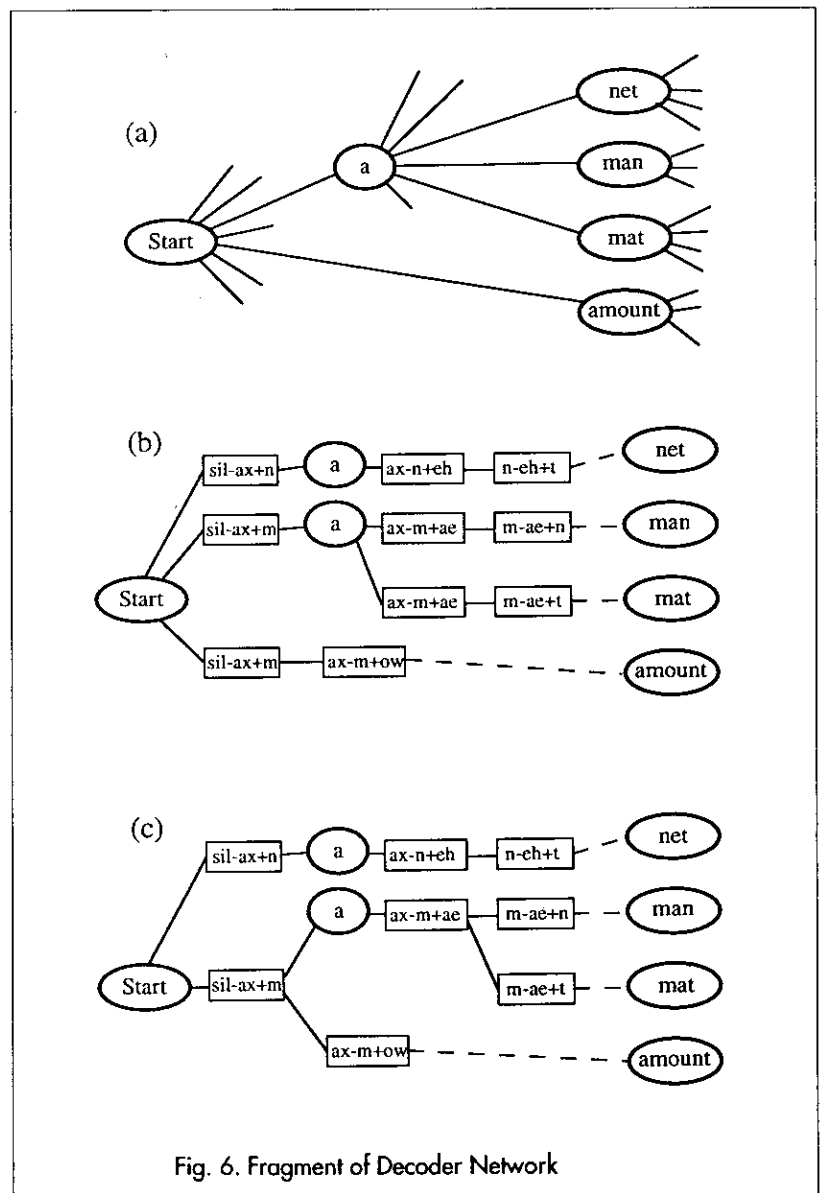 (a)
net
a
man
Start
mat
amount
(b)
sil-ax+n a ax-n+eh n-eh+t net
sil-ax+m a ax-m+ae m-ae+n man
Start
ax-m+ae m-ae+t mat
sil-ax+m ax-m+ow amount
(c)
sil-ax+n a ax-n+eh n-eh+t net
a ax-m+ae m-ae+n man
Start sil-ax+m m-ae+t mat
ax-m+ow amount
Fig. 6. Fragment of Decoder Network